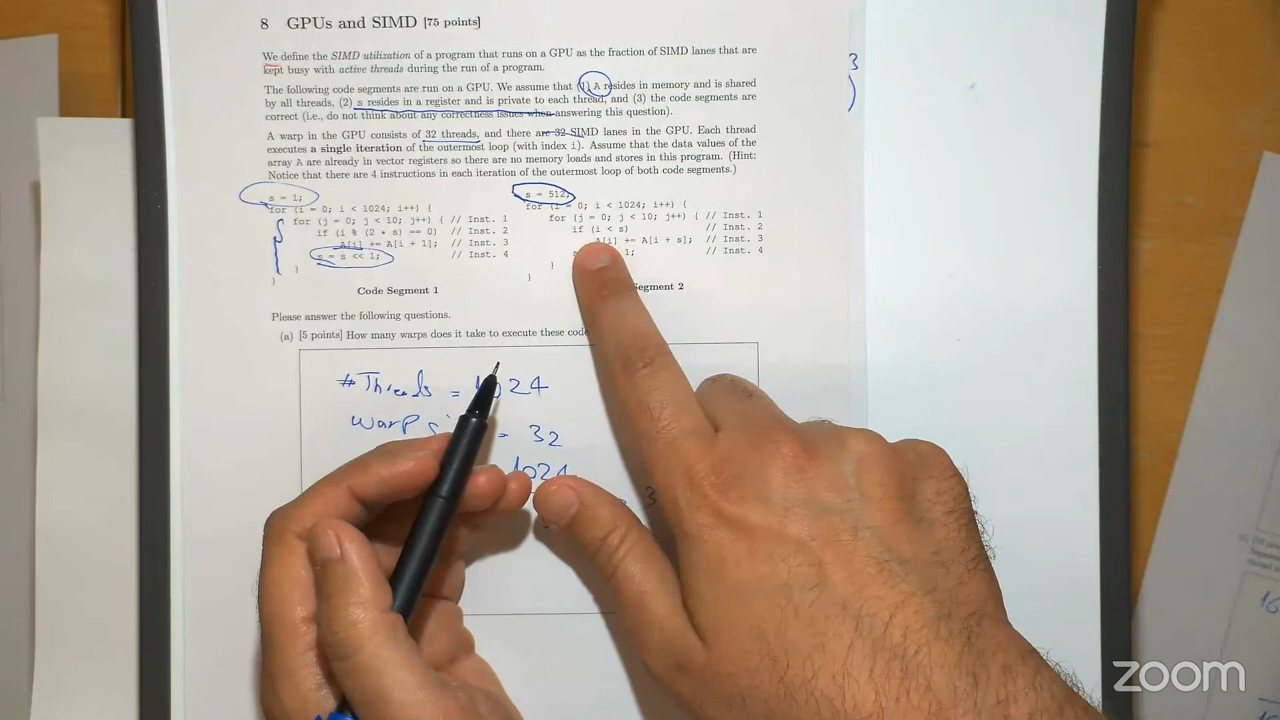 8 GPUs and SIMD [75 points]
We define the SIMD utilization of a program that runs on a GPU as the fraction of SIMD lanes that are
kept busy with active threads during the run of a program.
The following code segments are run on a GPU. We assume that (1) A resides in memory and is shared
by all threads, (2) s resides in a register and is private to each thread, and (3) the code segments are
correct (i.e., do not think about any correctness issues when answering this question).
A warp in the GPU consists of 32 threads, and there are 32 SIMD lanes in the GPU. Each thread
executes a single iteration of the outermost loop (with index i). Assume that the data values of the
array A are already in vector registers so there are no memory loads and stores in this program. (Hint:
Notice that there are 4 instructions in each iteration of the outermost loop of both code segments.)
s = 1;
for (i = 0; i < 1024; i++) {
for (j = 0; j < 10; j++) { // Inst. 1
if (i % (2 * s) == 0) // Inst. 2
A[i] += A[i + 1]; // Inst. 3
s = s << 1; // Inst. 4
}
}
Code Segment 1
s = 512;
for (i = 0; i < 1024; i++) {
for (j = 0; j < 10; j++) { // Inst. 1
if (i < s) // Inst. 2
A[i] += A[i + s]; // Inst. 3
1; // Inst. 4
}
}
Segment 2
Please answer the following questions.
(a) [5 points] How many warps does it take to execute these code
#Threads = 1024
warp = 32
1024
3
)
3
16
zoom